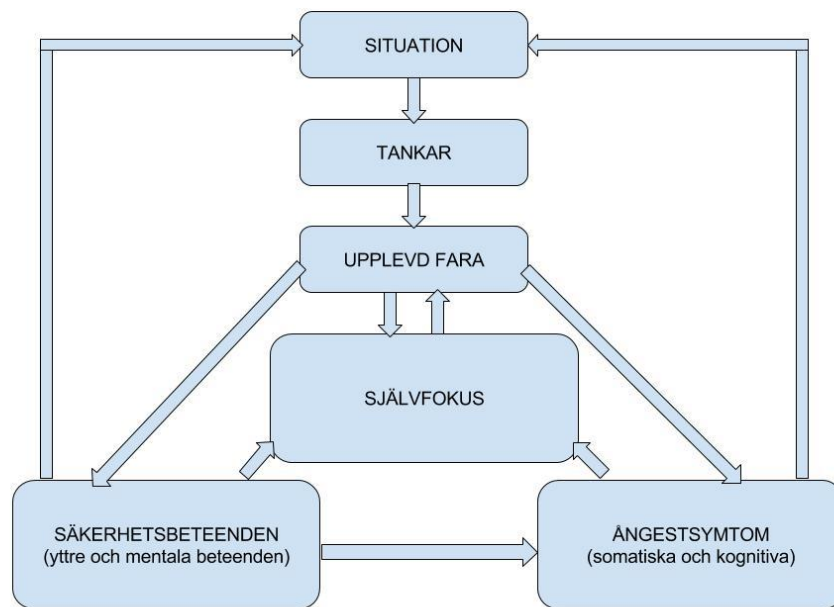 SITUATION
TANKAR
UPPLEVD FARA
SJÄLVFOKUS
SÄKERHETSBETEENDEN
(yttre och mentala beteenden)
ÅNGESTSYMTOM
(somatiska och kognitiva)